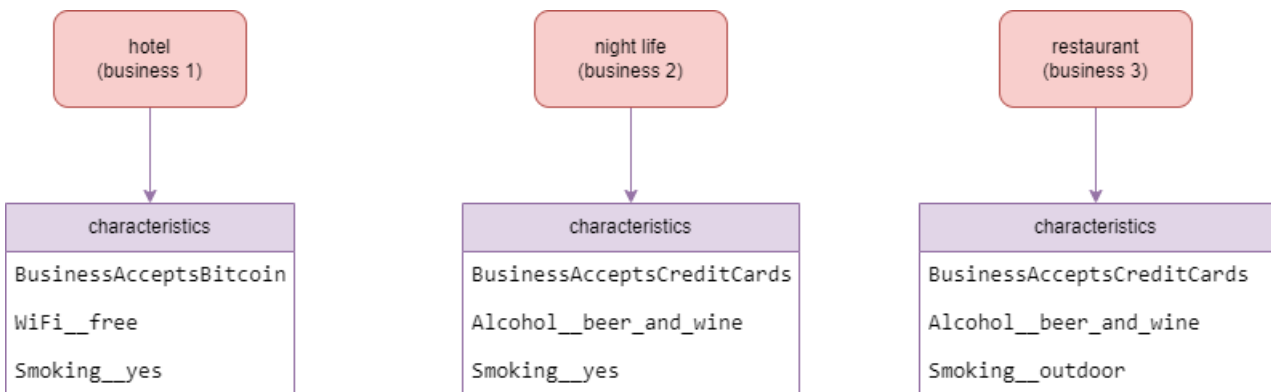 hotel
(business 1)
night life
(business 2)
restaurant
(business 3)
characteristics
BusinessAcceptsBitcoin
WiFi__free
Smoking__yes
characteristics
BusinessAcceptsCreditCards
Alcohol__beer_and_wine
Smoking__yes
characteristics
BusinessAcceptsCreditCards
Alcohol__beer_and_wine
Smoking__outdoor